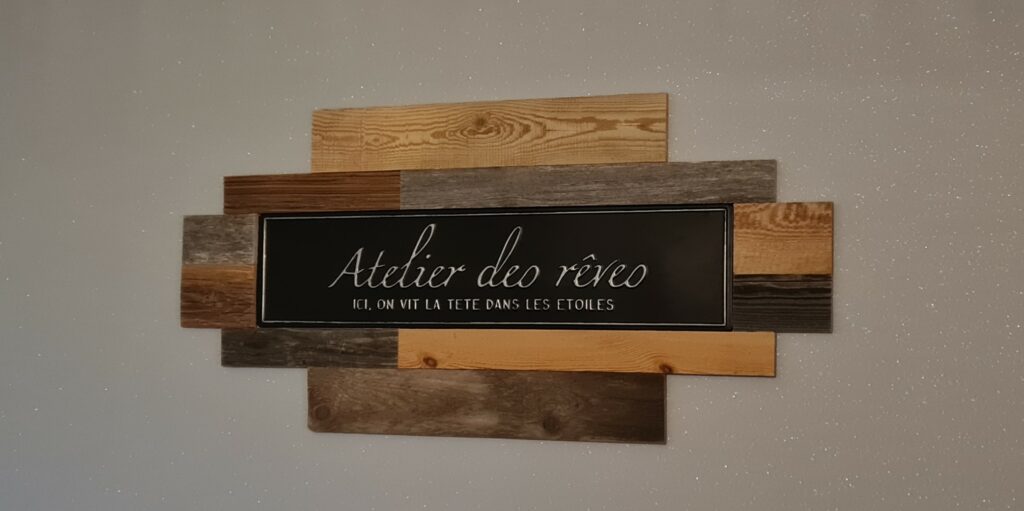 Atelier des rêves
ICI, ON VIT LA TETE DANS LES ETOILES